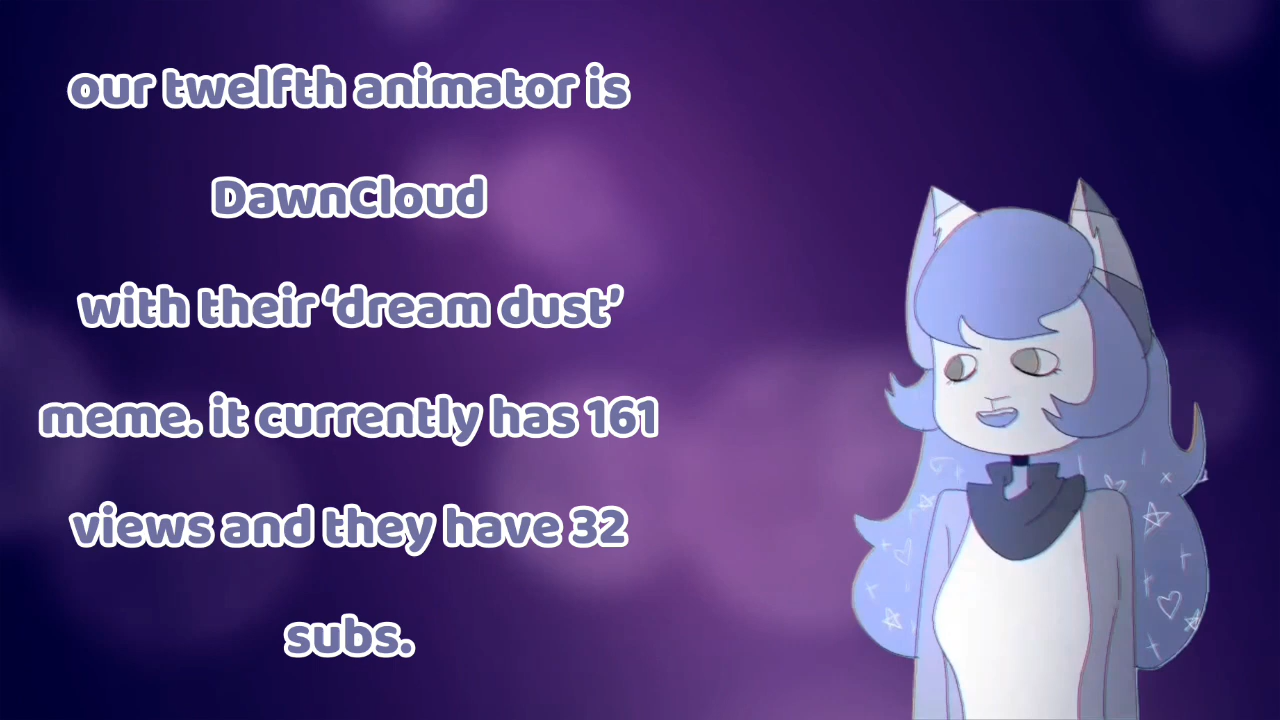 our twelfth animator is
DawnCloud
with their ‘dream dust’
meme. it currently has 161
views and they have 32
subs.